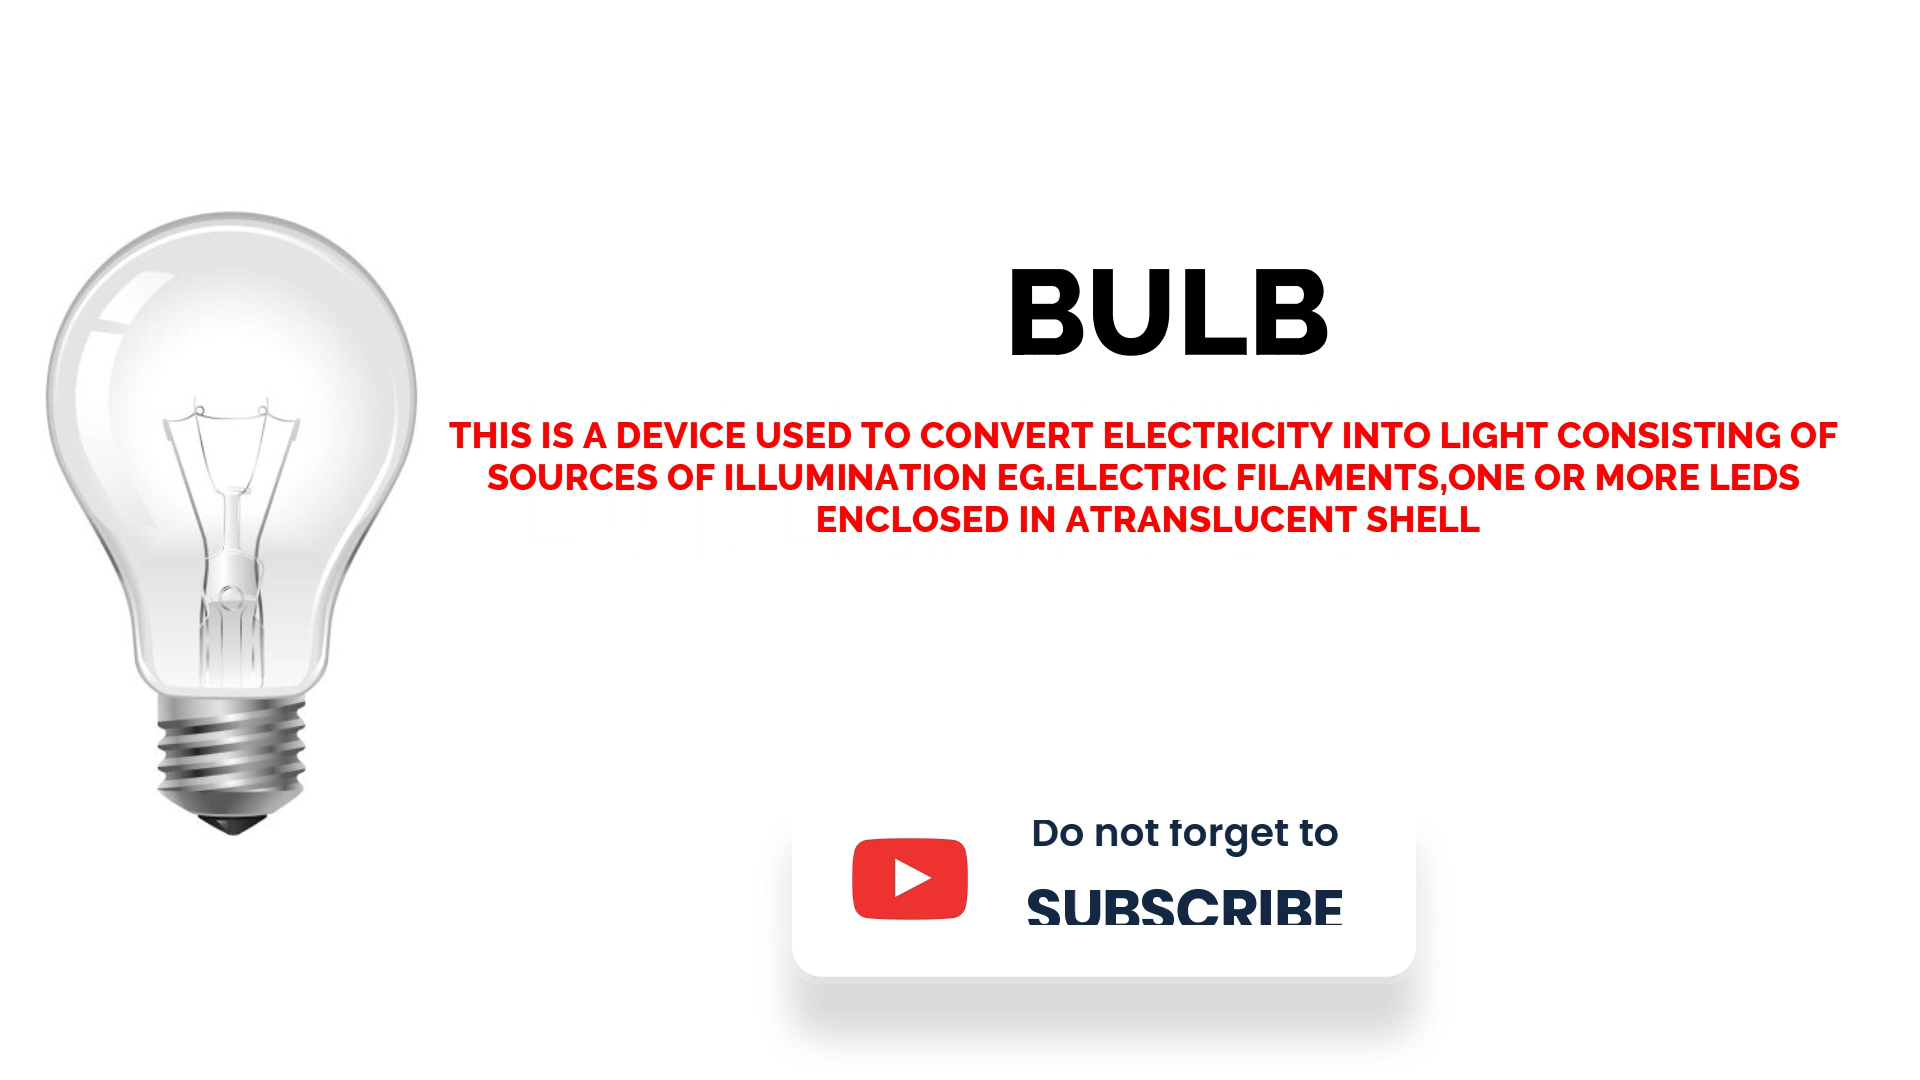 BULB
THIS IS A DEVICE USED TO CONVERT ELECTRICITY INTO LIGHT CONSISTING OF
SOURCES OF ILLUMINATION EG.ELECTRIC FILAMENTS,ONE OR MORE LEDS
ENCLOSED IN ATRANSLUCENT SHELL
Do not forget to
SUBSCRIBE